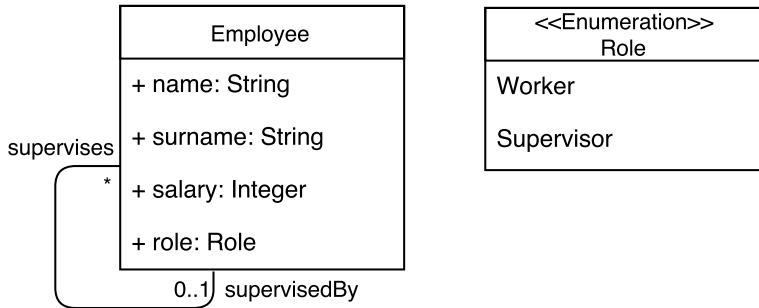 Employee
+ name: String
+ surname: String
+ salary: Integer
+ role: Role
supervises
*
0..1 supervisedBy
<<Enumeration>>
Role
Worker
Supervisor